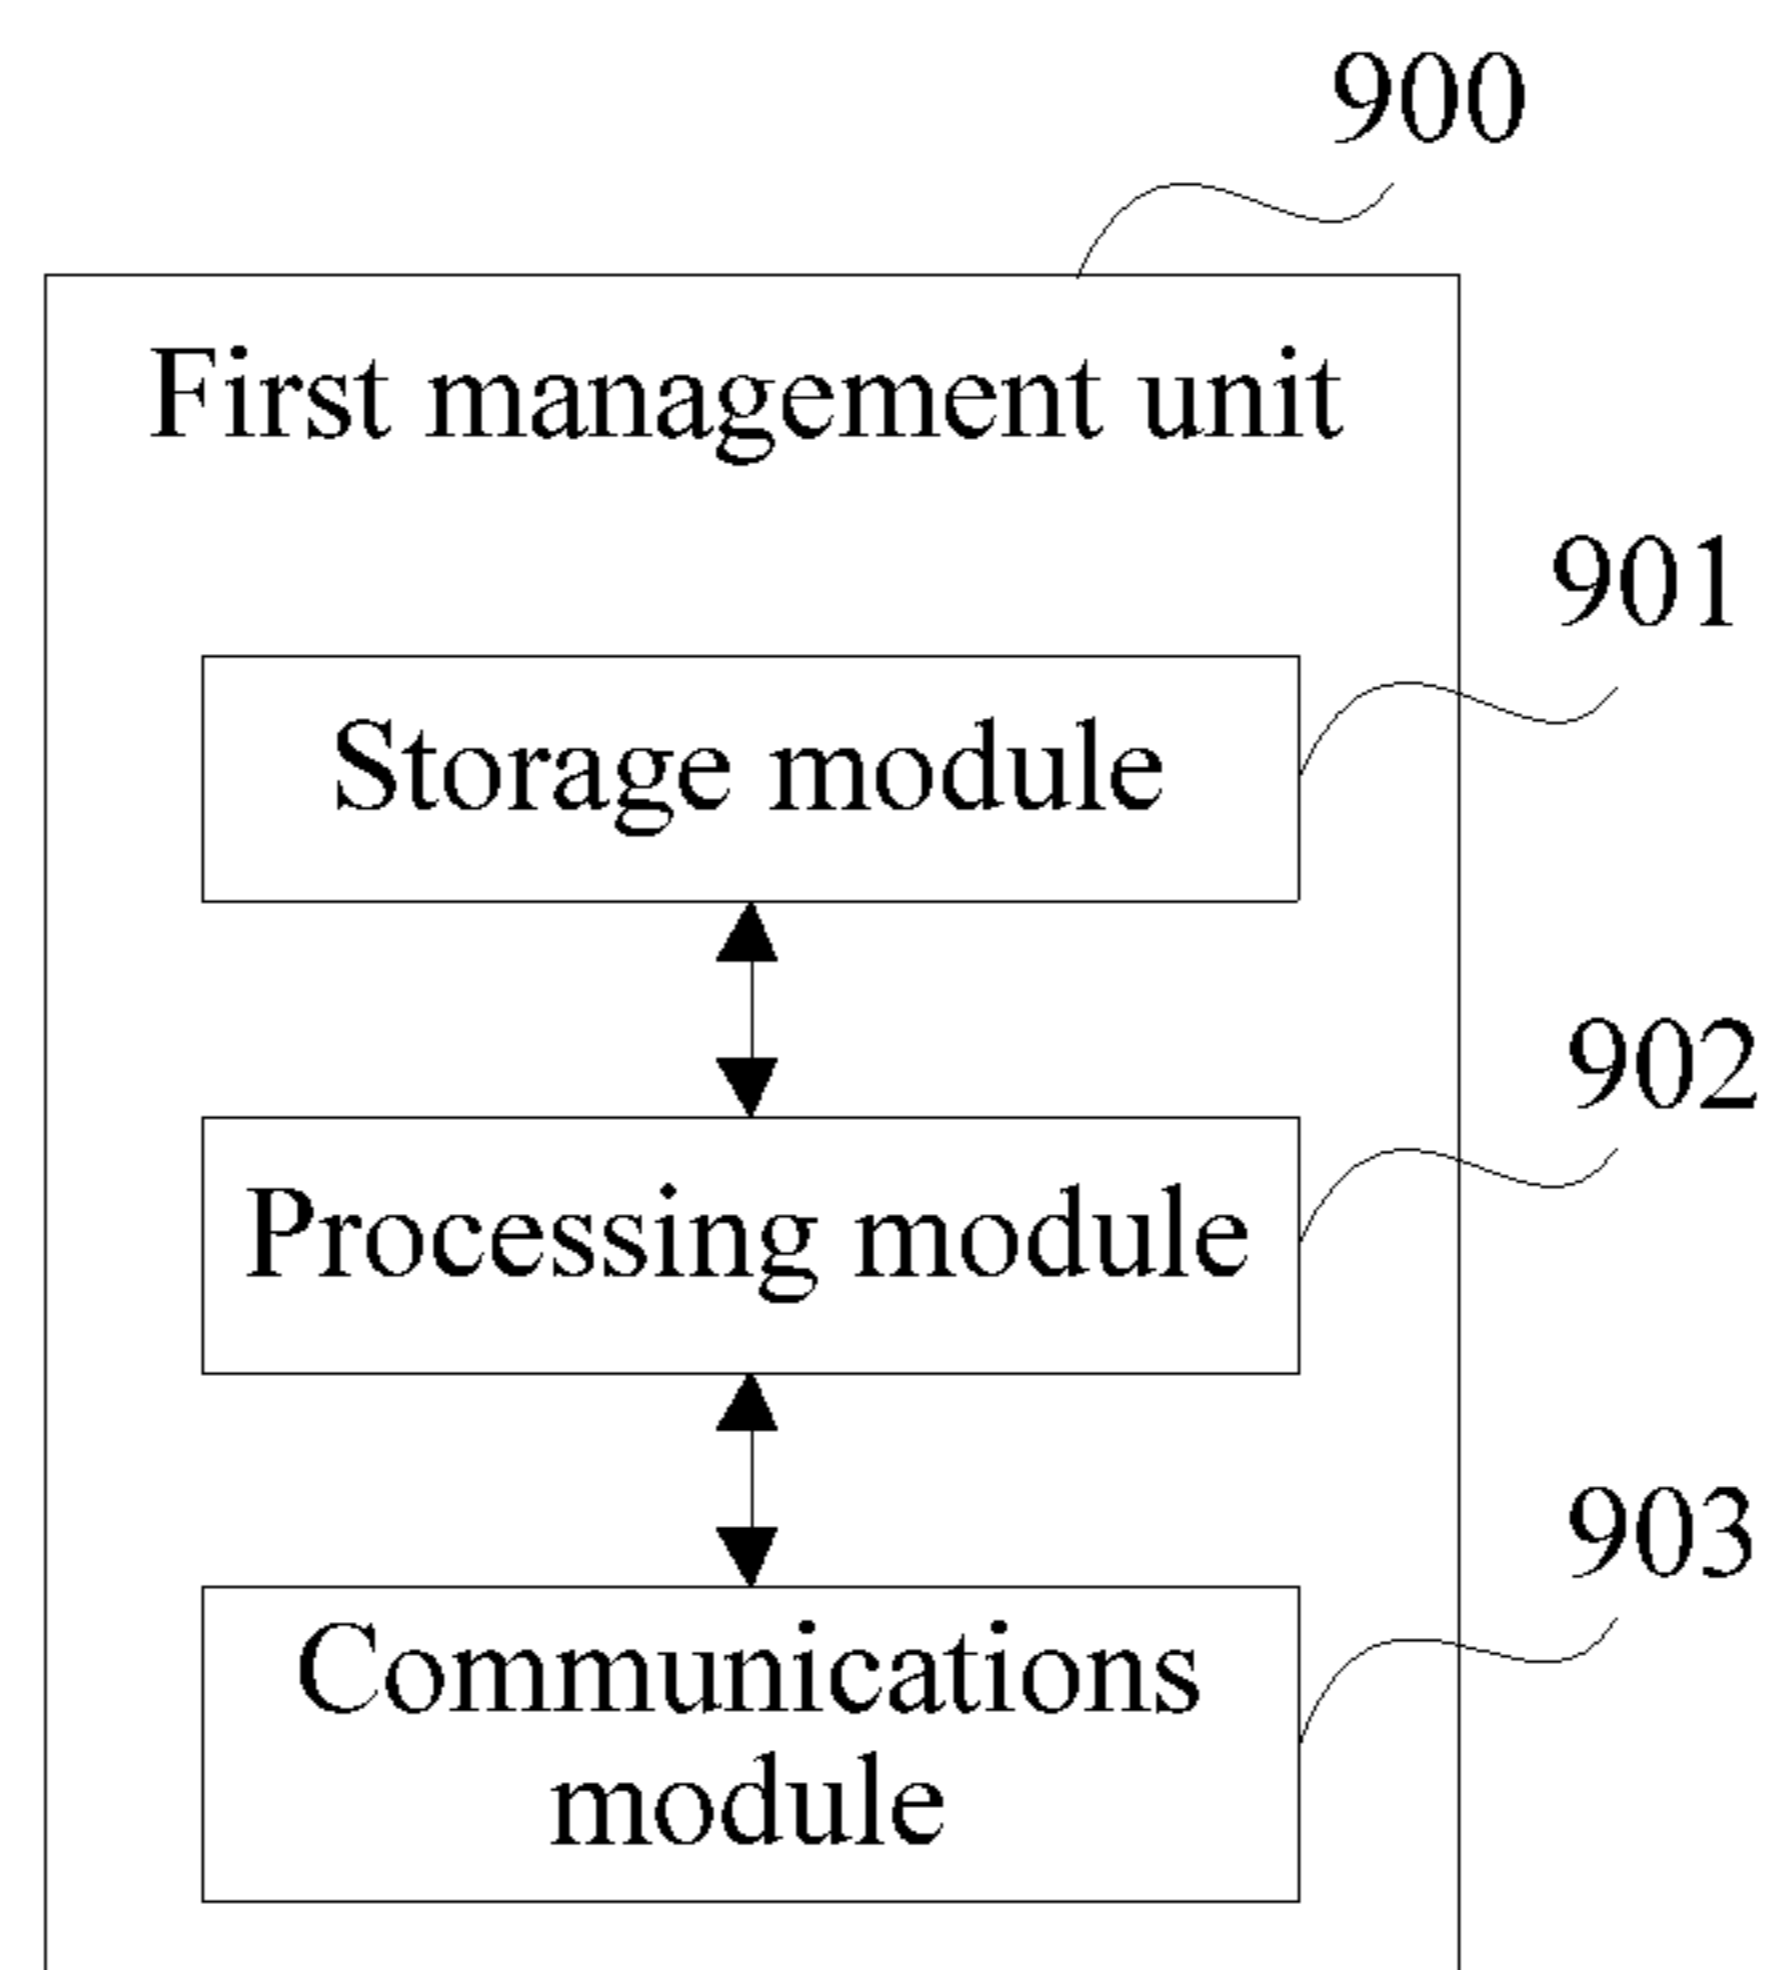 900
First management unit
901
Storage module
902
Processing module
903
Communications
module